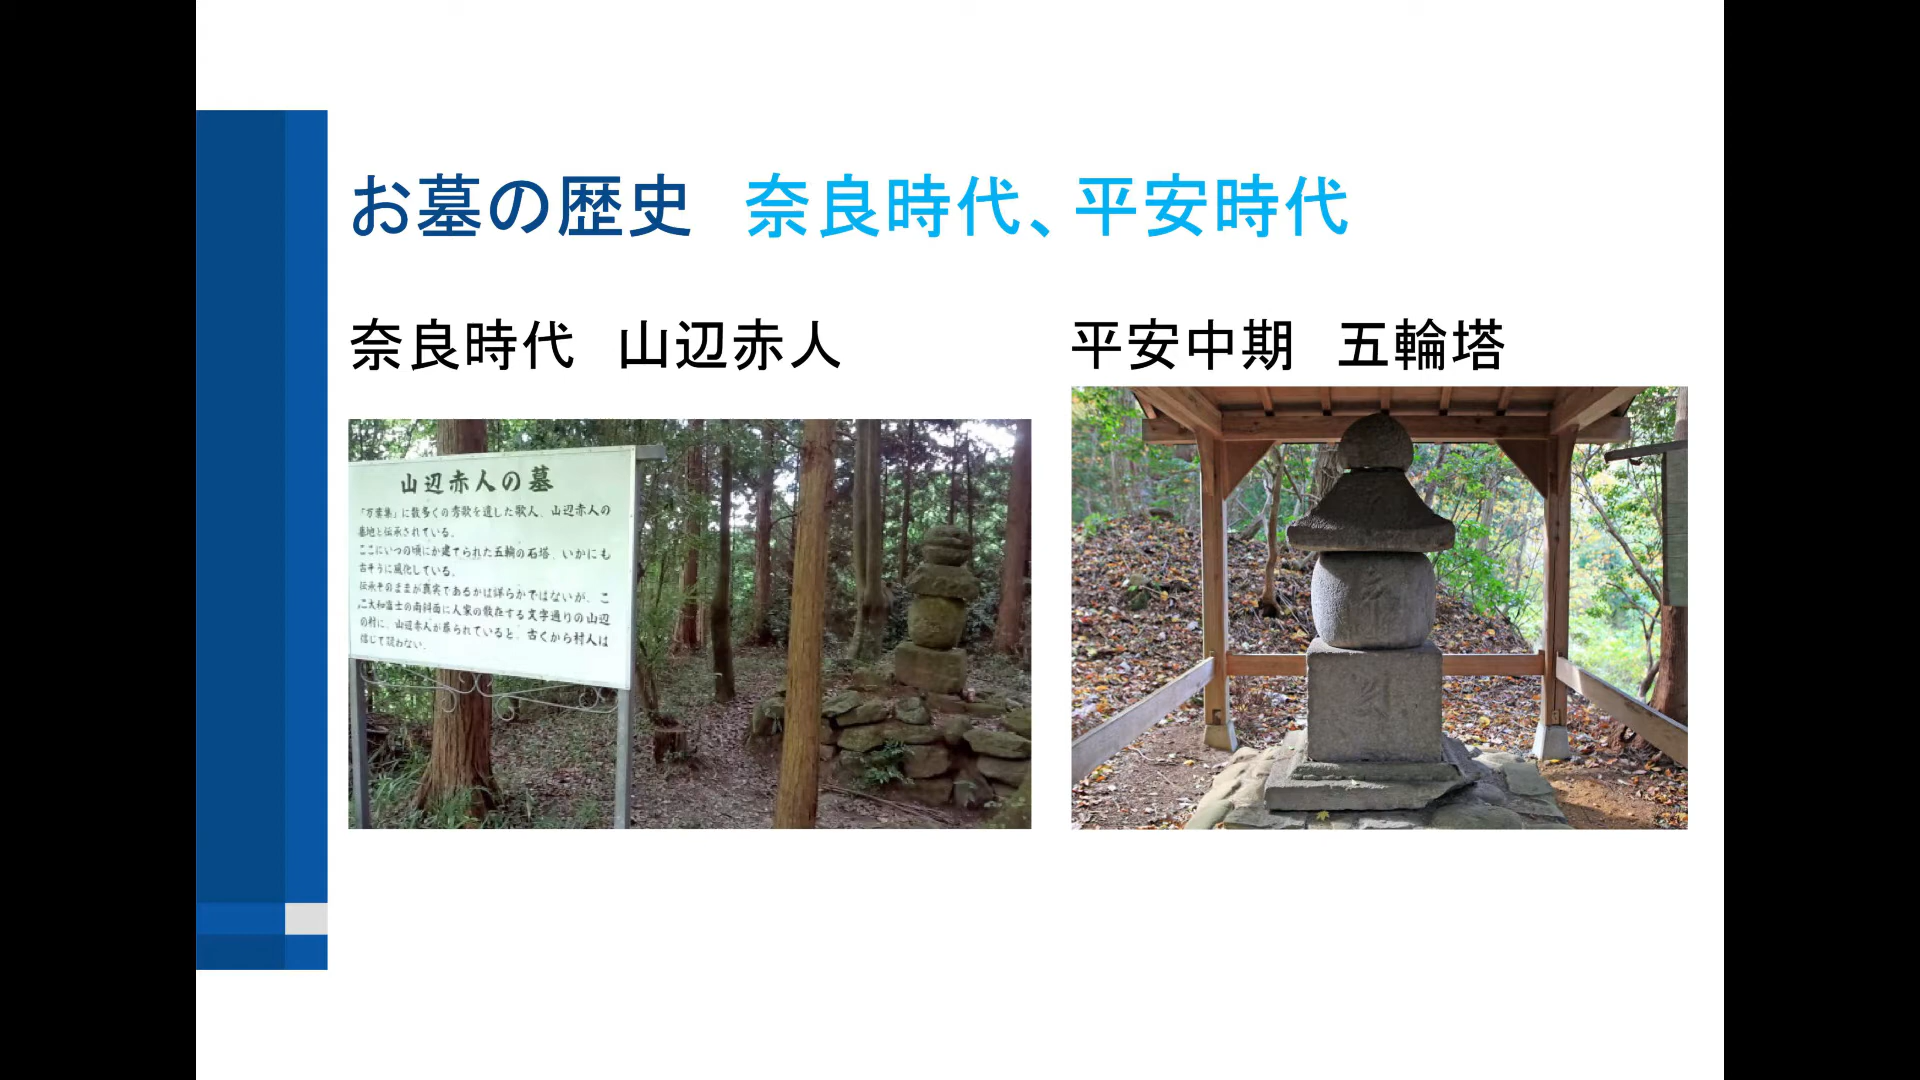 お墓の歴史　奈良時代、平安時代
奈良時代　山辺赤人
平安中期　五輪塔
山辺赤人の墓
「万葉集」に数多くの秀歌を遺した歌人、山辺赤人の
墓地と伝承されている。
ここにいつの頃にか建てられた五輪の石塔、いかにも
古そうに風化している。
伝承そのままが真実であるかは詳らかではないが、こ
こ大和富士の南斜面に人家の散在する文字通りの山辺
の村に、山辺赤人が葬られていると、古くから村人は
信じて疑わない。